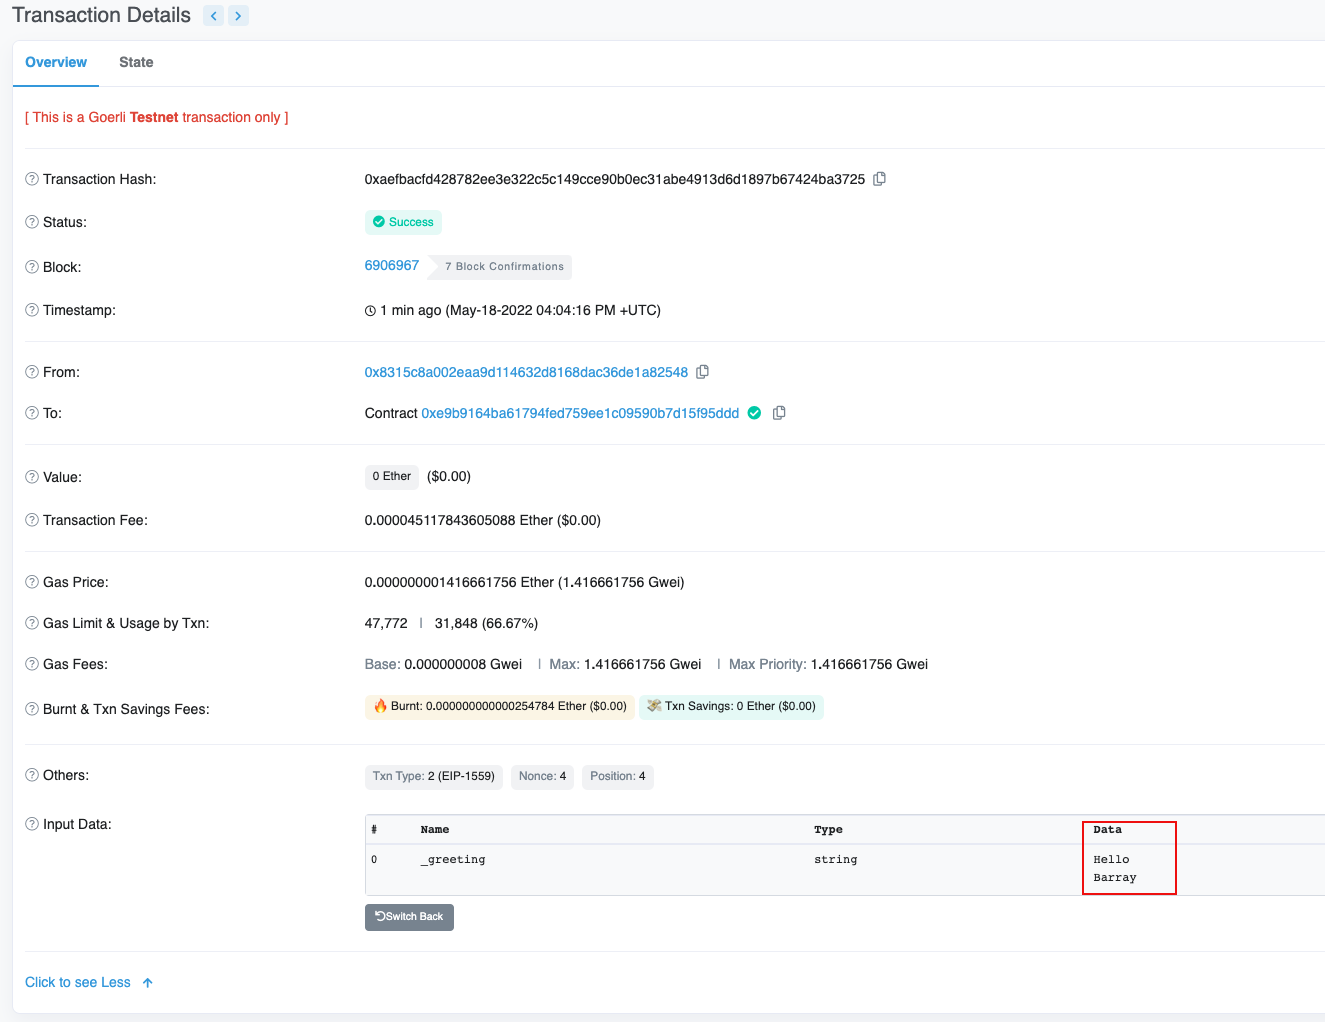 Transaction Details
Overview State
[ This is a Goerli Testnet transaction only ]
Transaction Hash: 0xaefbacfd428782ee3e322c5c149cce90b0ec31abe4913d6d1897b67424ba3725
Status: Success
Block: 6906967 7 Block Confirmations
Timestamp: 1 min ago (May-18-2022 04:04:16 PM +UTC)
From: 0x8315c8a002eaa9d114632d8168dac36de1a82548
To: Contract 0xe9b9164ba61794fed759ee1c09590b7d15f95ddd
Value: 0 Ether ($0.00)
Transaction Fee: 0.000045117843605088 Ether ($0.00)
Gas Price: 0.000000001416661756 Ether (1.416661756 Gwei)
Gas Limit & Usage by Txn: 47,772 | 31,848 (66.67%)
Gas Fees: Base: 0.000000008 Gwei | Max: 1.416661756 Gwei | Max Priority: 1.416661756 Gwei
Burnt & Txn Savings Fees: 🔥 Burnt: 0.000000000000254784 Ether ($0.00) 💸 Txn Savings: 0 Ether ($0.00)
Others: Txn Type: 2 (EIP-1559) Nonce: 4 Position: 4
Input Data:
# Name Type Data
0 _greeting string Hello
Barray
Switch Back
Click to see Less ↑